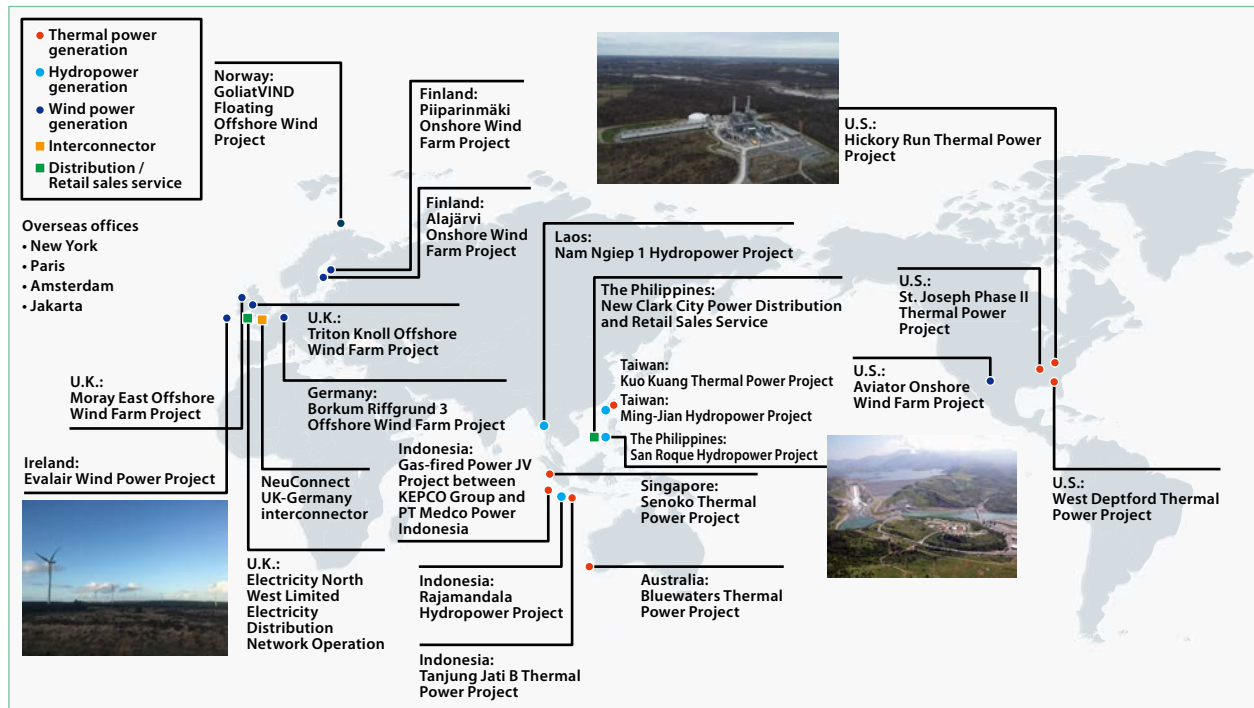 Thermal power
generation
Hydropower
generation
Wind power
generation
Interconnector
Distribution /
Retail sales service
Overseas offices
• New York
• Paris
• Amsterdam
• Jakarta
Norway:
GoliatVIND
Floating
Offshore Wind
Project
Finland:
Piiparinmäki
Onshore Wind
Farm Project
Finland:
Alajärvi
Onshore Wind
Farm Project
U.S.:
Hickory Run Thermal Power
Project
Laos:
Nam Ngiep 1 Hydropower Project
The Philippines:
New Clark City Power Distribution
and Retail Sales Service
U.S.:
St. Joseph Phase II
Thermal Power
Project
U.K.:
Triton Knoll Offshore
Wind Farm Project
Taiwan:
Kuo Kuang Thermal Power Project
Taiwan:
Ming-Jian Hydropower Project
U.S.:
Aviator Onshore
Wind Farm Project
U.K.:
Moray East Offshore
Wind Farm Project
Germany:
Borkum Riffgrund 3
Offshore Wind Farm Project
The Philippines:
San Roque Hydropower Project
Ireland:
Evalair Wind Power Project
NeuConnect
UK-Germany
interconnector
Indonesia:
Gas-fired Power JV
Project between
KEPCO Group and
PT Medco Power
Indonesia
Singapore:
Senoko Thermal
Power Project
U.S.:
West Deptford Thermal
Power Project
U.K.:
Electricity North
West Limited
Electricity
Distribution
Network Operation
Indonesia:
Rajamandala
Hydropower Project
Australia:
Bluewaters Thermal
Power Project
Indonesia:
Tanjung Jati B Thermal
Power Project